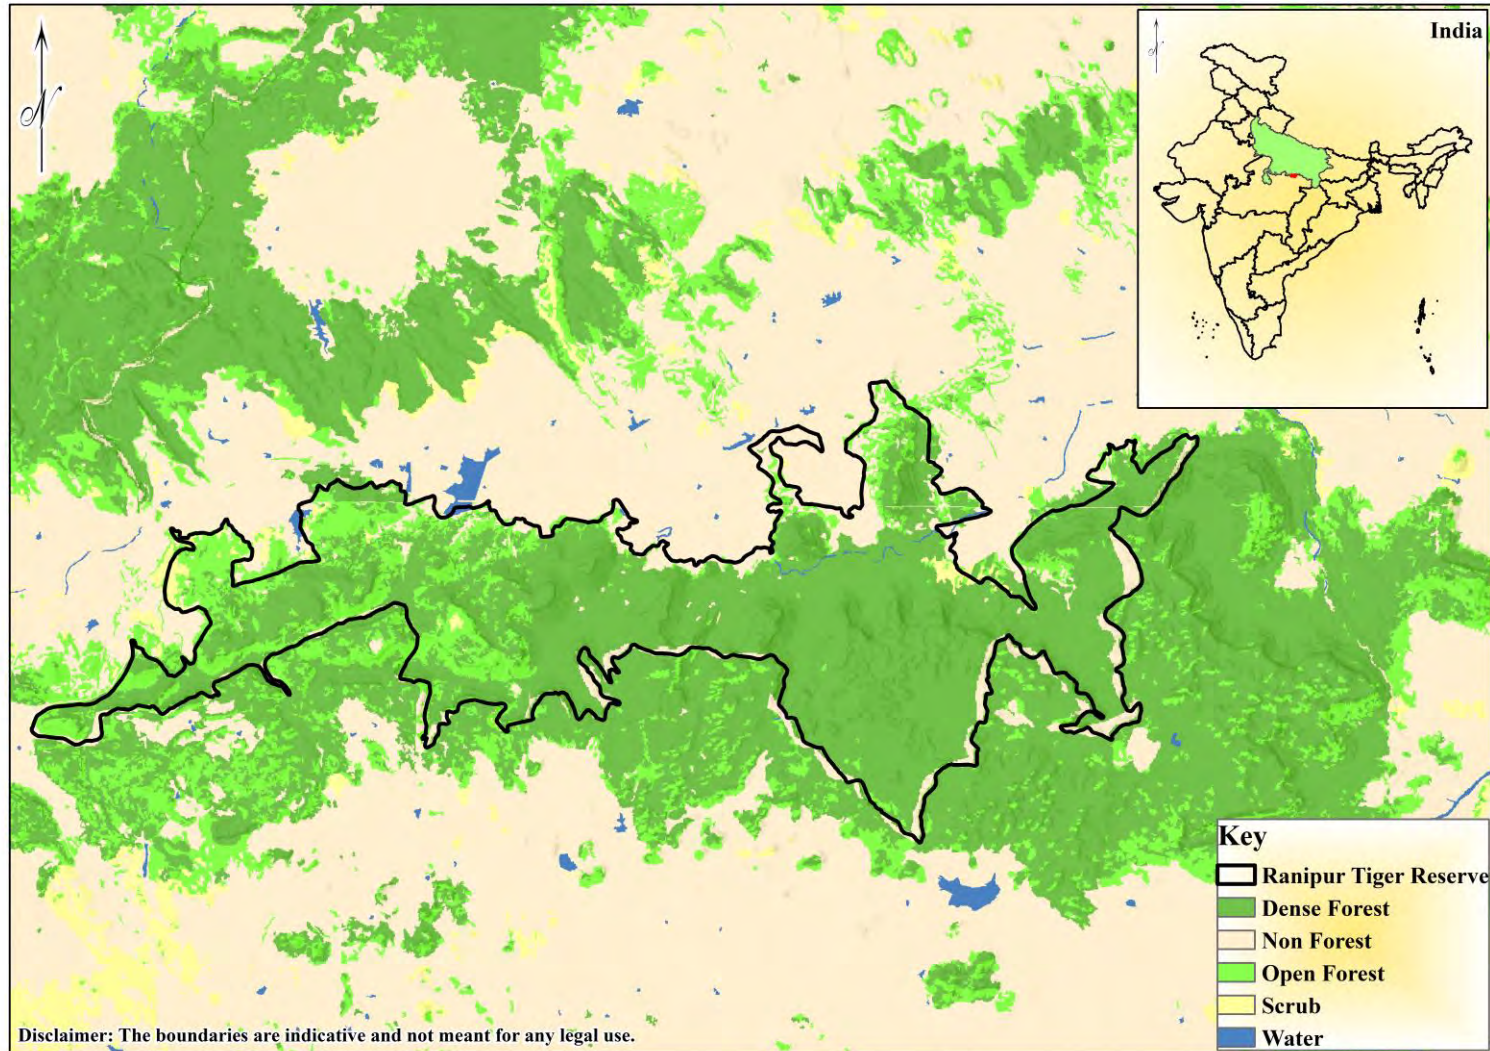 N
India
N
Key
Ranipur Tiger Reserve
Dense Forest
Non Forest
Open Forest
Scrub
Water
Disclaimer: The boundaries are indicative and not meant for any legal use.